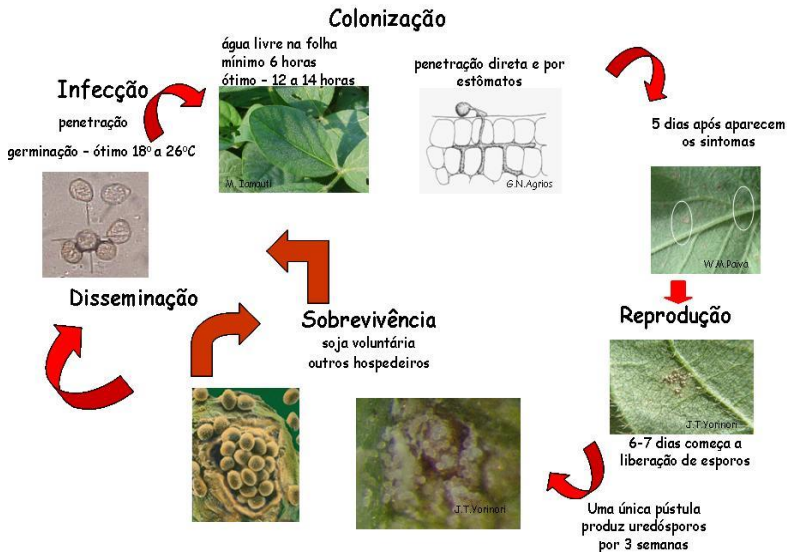 Colonização
água livre na folha
mínimo 6 horas
ótimo – 12 a 14 horas
M. Iamauti
penetração direta e por
estômatos
G.N.Agrios
Infecção
penetração
germinação – ótimo 18º a 26ºC
5 dias após aparecem
os sintomas
W.M.Paiva
Disseminação
Sobrevivência
soja voluntária
outros hospedeiros
J.T.Yorinori
Reprodução
J.T.Yorinori
6-7 dias começa a
liberação de esporos
Uma única pústula
produz uredósporos
por 3 semanas